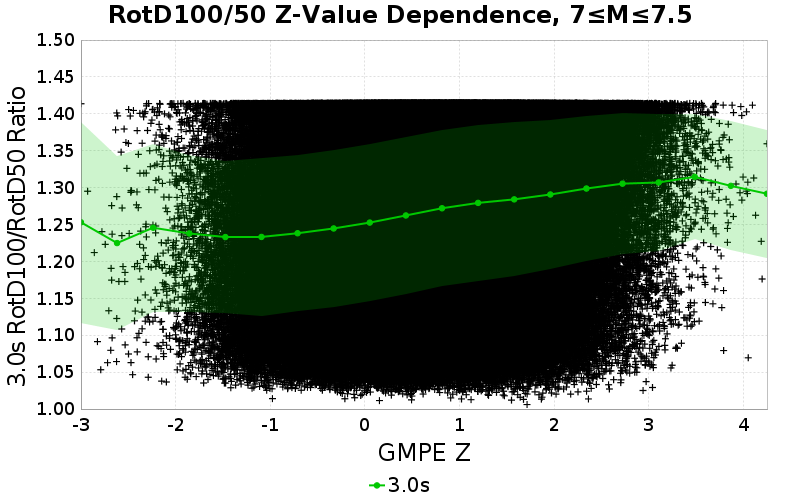 RotD100/50 Z-Value Dependence, 7≤M≤7.5
1.50
1.45
1.40
1.35
1.30
1.25
1.20
1.15
1.10
1.05
1.00
3.0s RotD100/RotD50 Ratio
-3 -2 -1 0 1 2 3 4
GMPE Z
3.0s